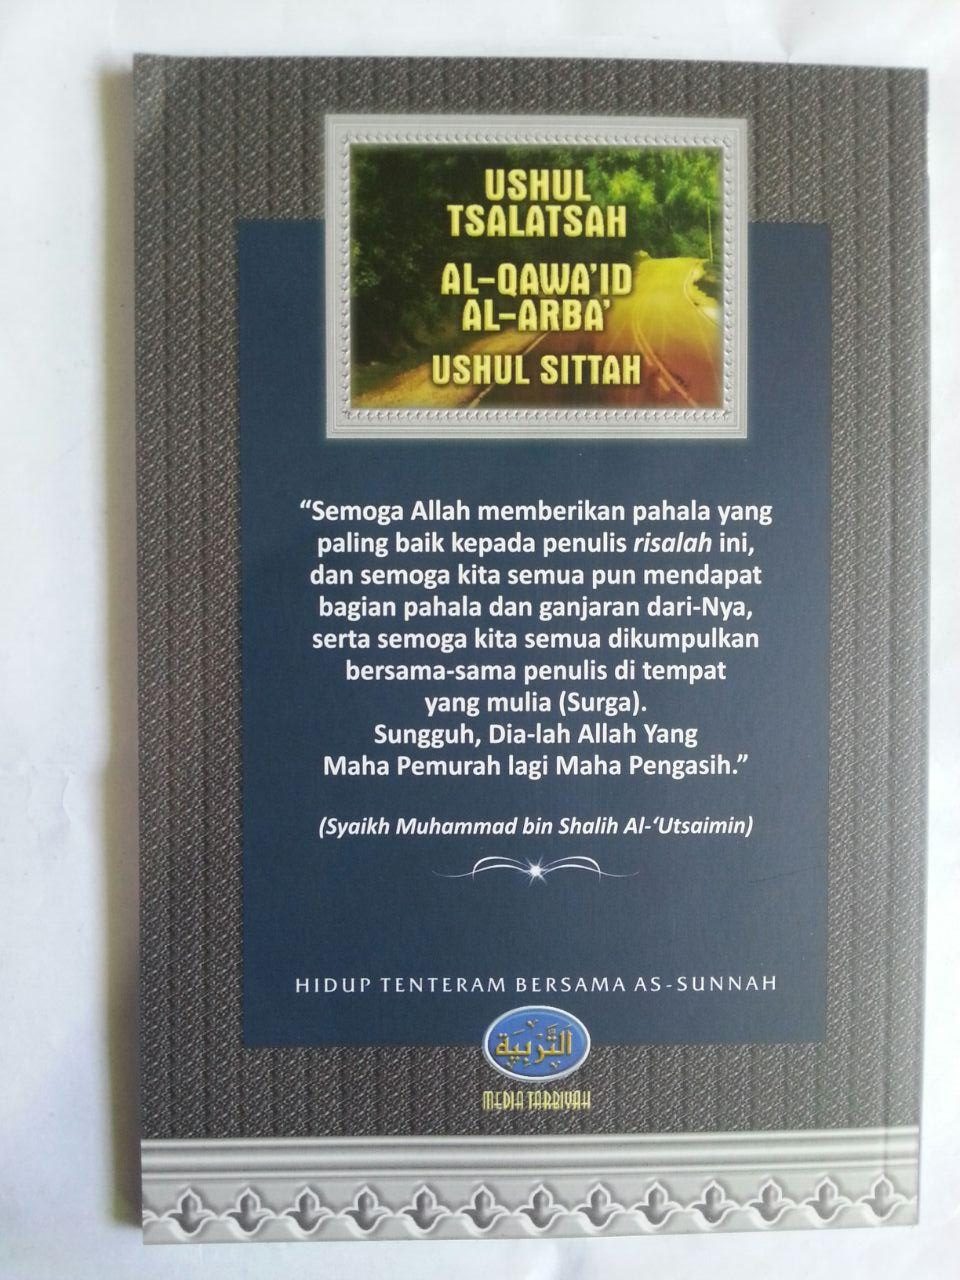 USHUL
TSALATSAH
AL-QAWA'ID
AL-ARBA'
USHUL SITTAH
“Semoga Allah memberikan pahala yang
paling baik kepada penulis risalah ini,
dan semoga kita semua pun mendapat
bagian pahala dan ganjaran dari-Nya,
serta semoga kita semua dikumpulkan
bersama-sama penulis di tempat
yang mulia (Surga).
Sungguh, Dia-lah Allah Yang
Maha Pemurah lagi Maha Pengasih.”
(Syaikh Muhammad bin Shalih Al-‘Utsaimin)
HIDUP TENTERAM BERSAMA AS-SUNNAH
التَّرْبِيَة
MEDIA TARBIYAH